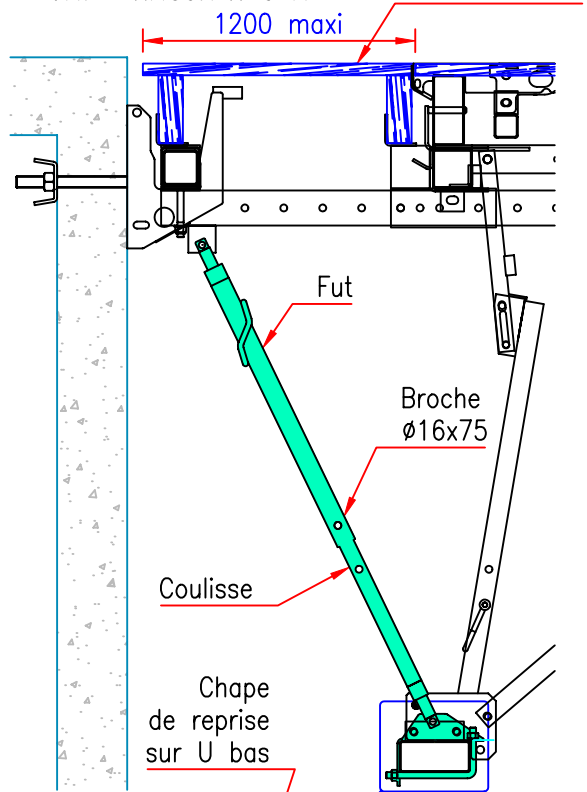 1200 maxi
Fut
Broche
ø16x75
Coulisse
Chape
de reprise
sur U bas